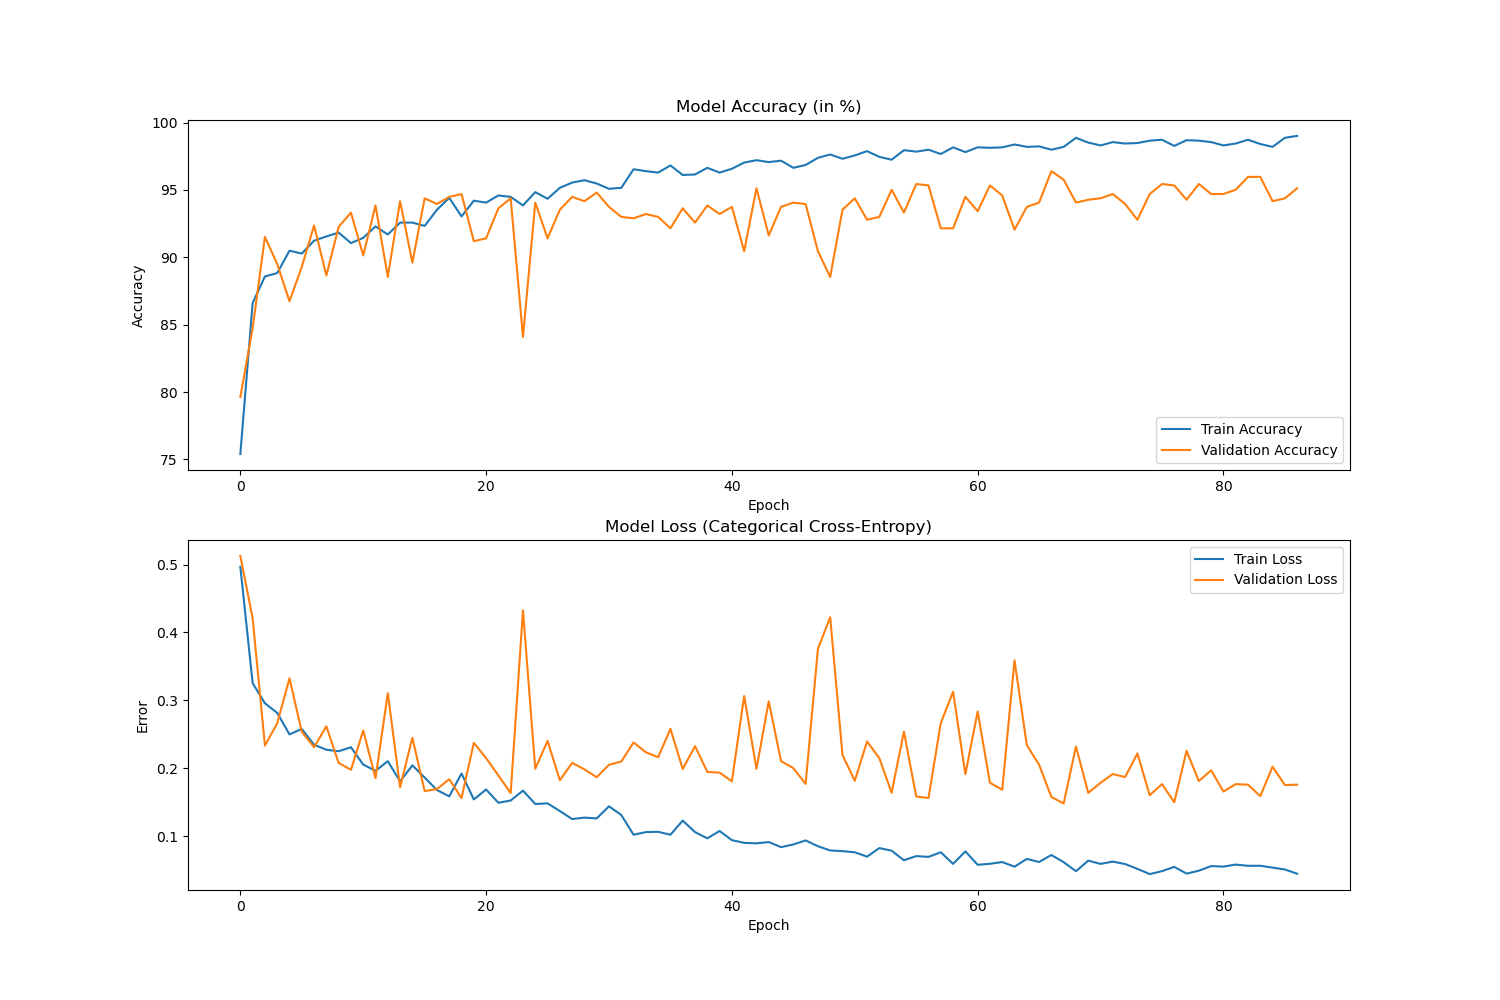 Model Accuracy (in %)
100
95
90
85
80
75
Accuracy
Train Accuracy
Validation Accuracy
0 20 40 60 80
Epoch
Model Loss (Categorical Cross-Entropy)
0.5
0.4
0.3
0.2
0.1
Error
Train Loss
Validation Loss
0 20 40 60 80
Epoch